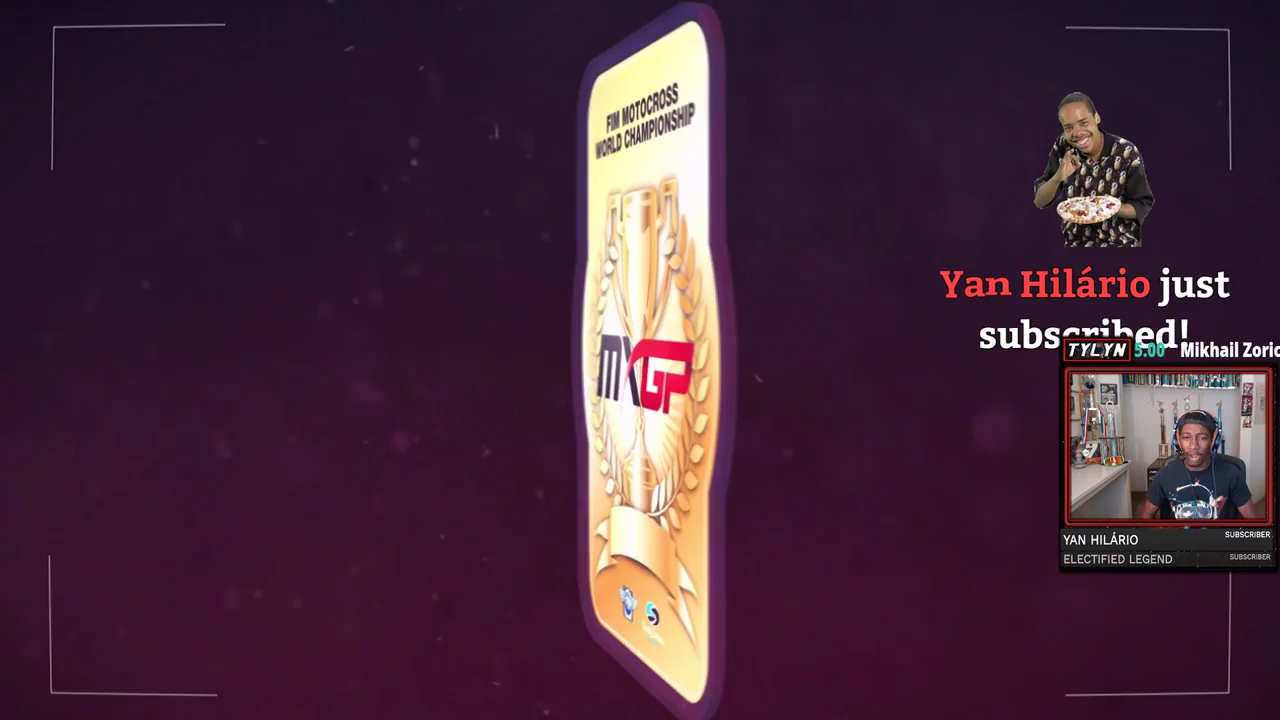 FIM MOTOCROSS
WORLD CHAMPIONSHIP
MXGP
Yan Hilário just
subscribed!
TYLYN 5.00 Mikhail Zoric
YAN HILÁRIO SUBSCRIBER
ELECTIFIED LEGEND SUBSCRIBER